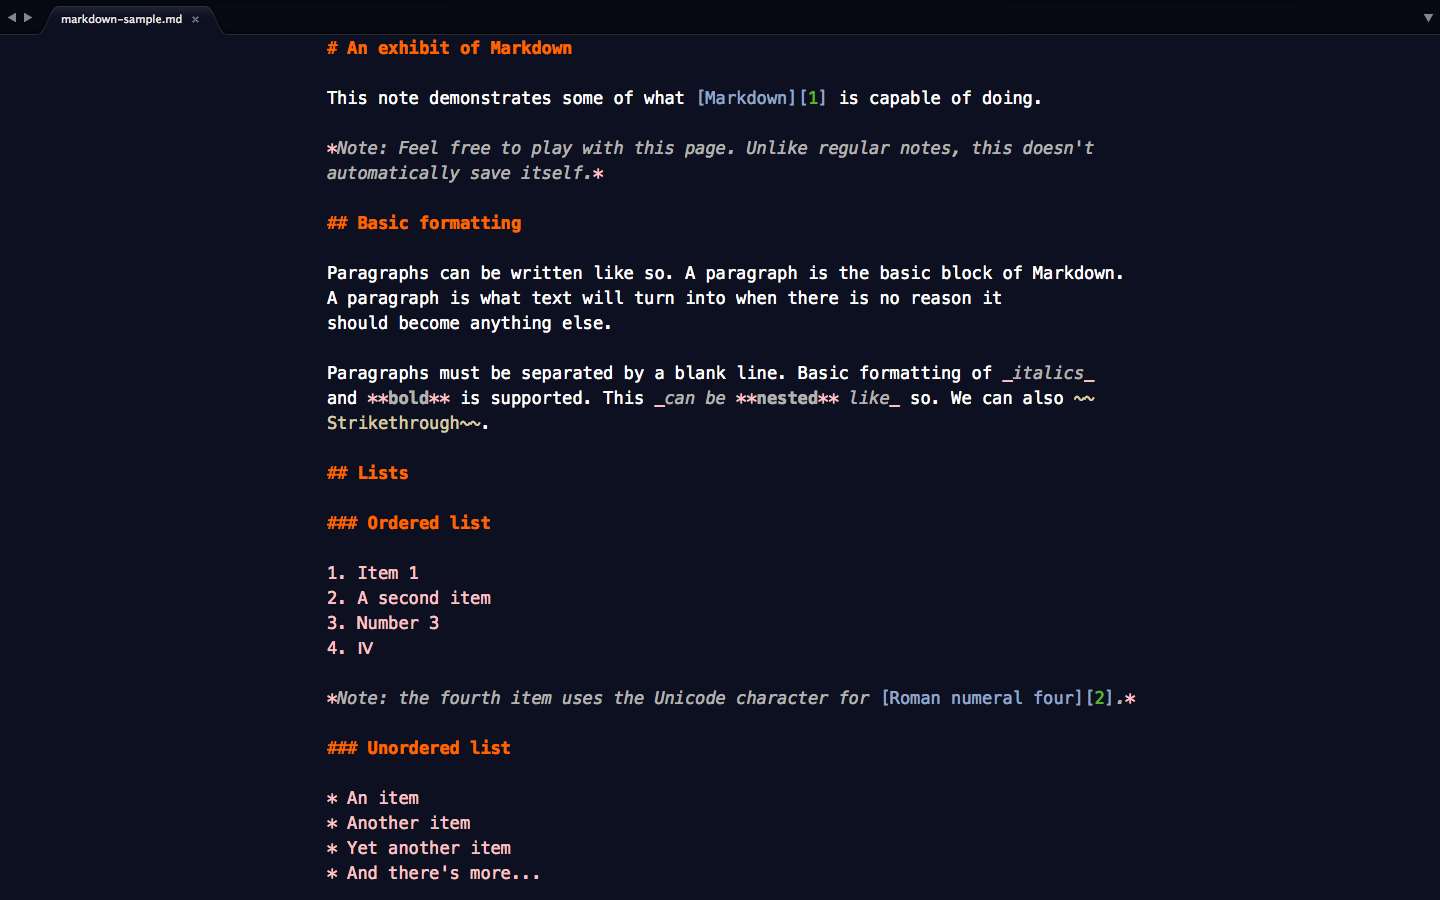 markdown-sample.md ×
# An exhibit of Markdown
This note demonstrates some of what [Markdown][1] is capable of doing.
*Note: Feel free to play with this page. Unlike regular notes, this doesn't
automatically save itself.*
## Basic formatting
Paragraphs can be written like so. A paragraph is the basic block of Markdown.
A paragraph is what text will turn into when there is no reason it
should become anything else.
Paragraphs must be separated by a blank line. Basic formatting of _italics_
and **bold** is supported. This _can be **nested** like_ so. We can also ~~
Strikethrough~~.
## Lists
### Ordered list
1. Item 1
2. A second item
3. Number 3
4. Ⅳ
*Note: the fourth item uses the Unicode character for [Roman numeral four][2].*
### Unordered list
* An item
* Another item
* Yet another item
* And there's more...